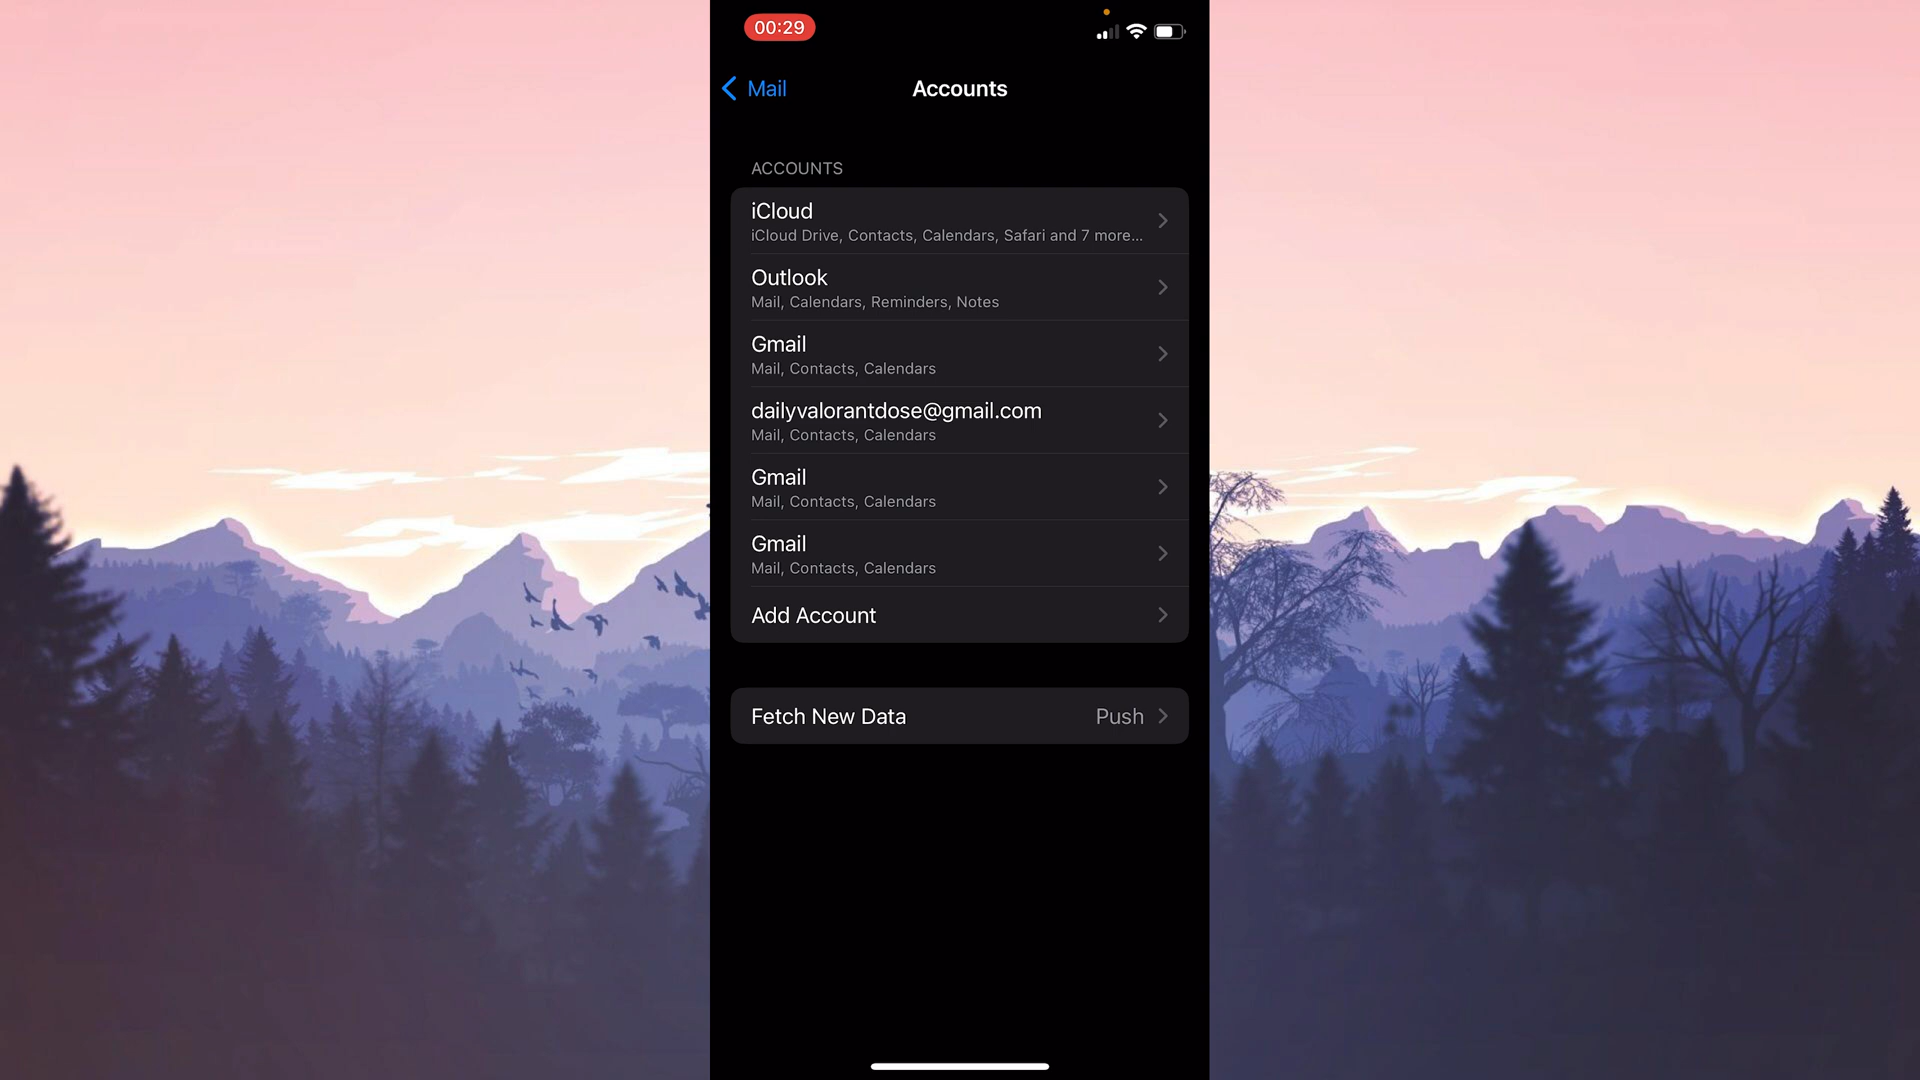 00:29
Mail
Accounts
ACCOUNTS
iCloud
iCloud Drive, Contacts, Calendars, Safari and 7 more...
Outlook
Mail, Calendars, Reminders, Notes
Gmail
Mail, Contacts, Calendars
dailyvalorantdose@gmail.com
Mail, Contacts, Calendars
Gmail
Mail, Contacts, Calendars
Gmail
Mail, Contacts, Calendars
Add Account
Fetch New Data Push